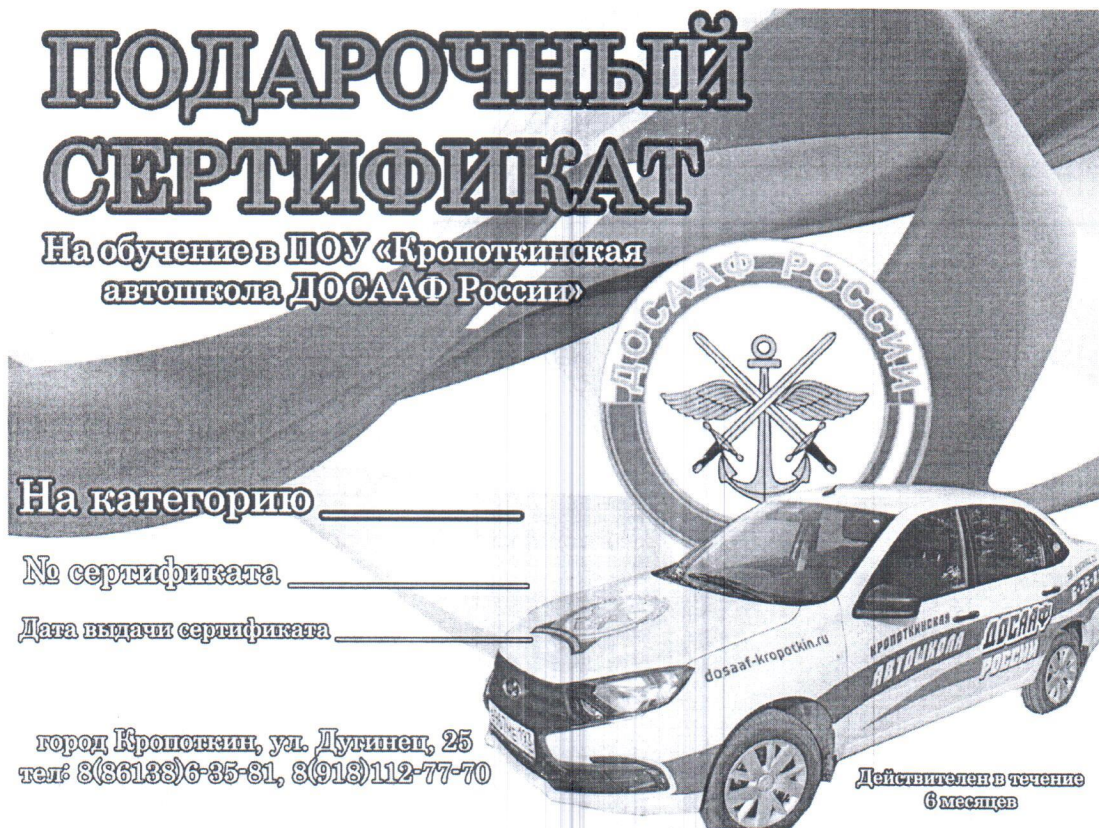 ПОДАРОЧНЫЙ
СЕРТИФИКАТ
На обучение в ПОУ «Кропоткинская
автошкола ДОСААФ России»
ДОСААФ РОССИИ
На категорию
№ сертификата
Дата выдачи сертификата
dosaaf-kropotkin.ru
КРОПОТКИНСКАЯ
АВТОШКОЛА
ДОСААФ
РОССИИ
город Кропоткин, ул. Дугинец, 25
тел: 8(86138)6-35-81, 8(918)112-77-70
Действителен в течение
6 месяцев